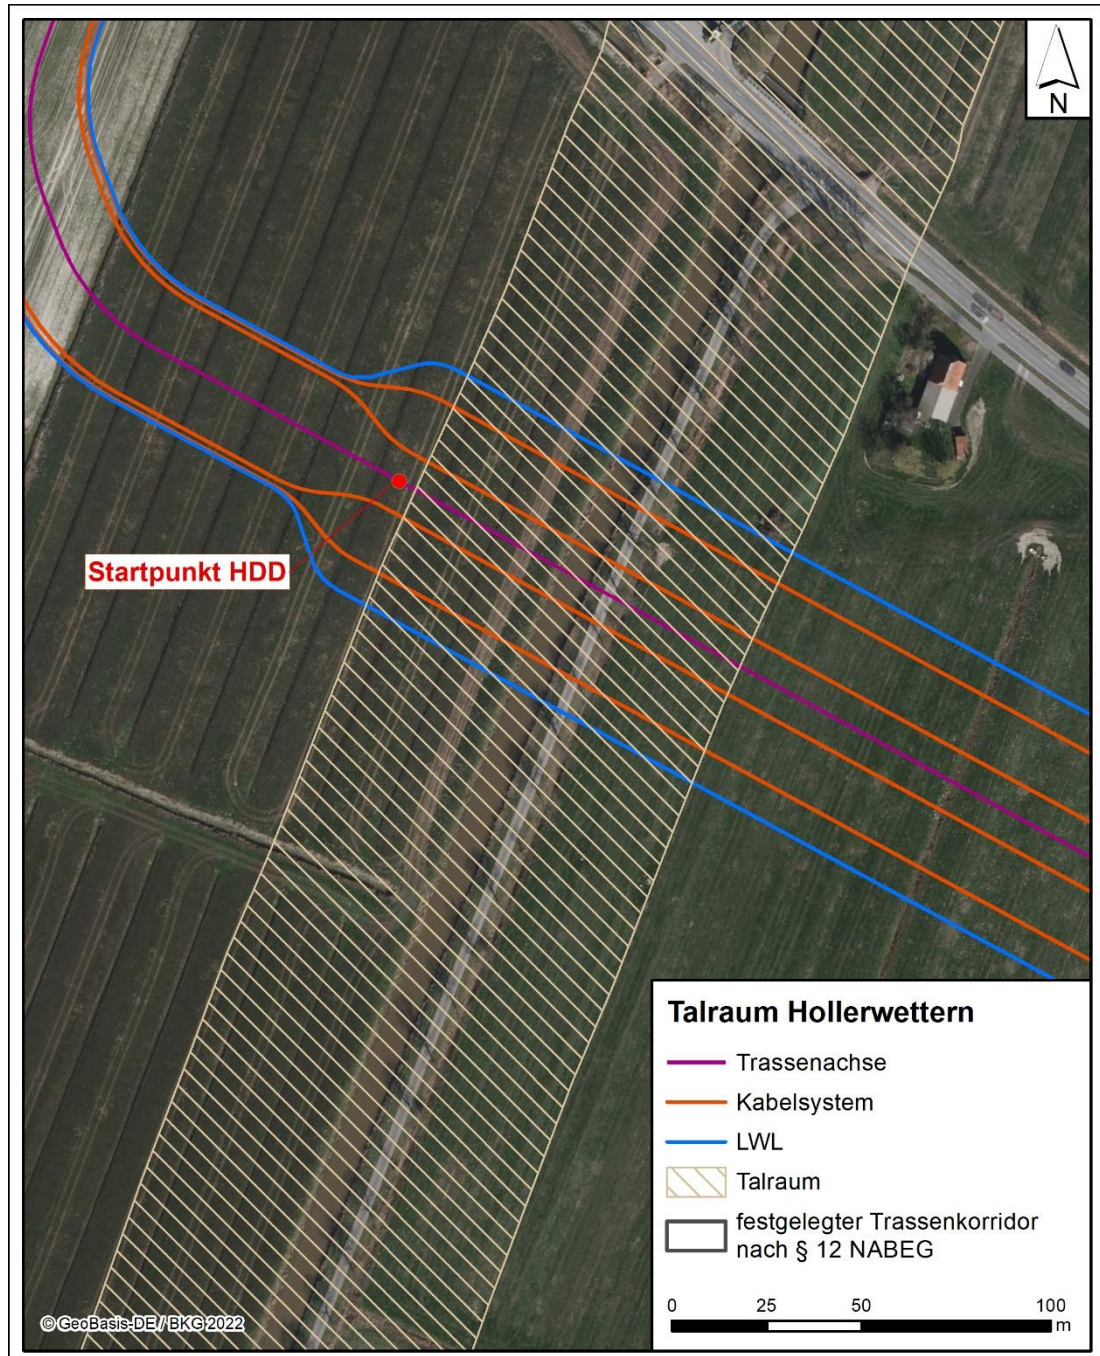 N
Startpunkt HDD
Talraum Hollerwettern
Trassenachse
Kabelsystem
LWL
Talraum
festgelegter Trassenkorridor
nach § 12 NABEG
0 25 50 100
m
© GeoBasis-DE / BKG 2022